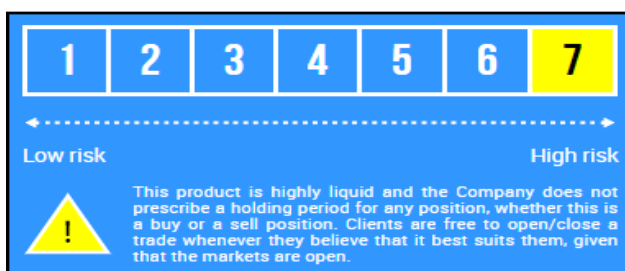 1 2 3 4 5 6 7
Low risk High risk
!
This product is highly liquid and the Company does not
prescribe a holding period for any position, whether this is
a buy or a sell position. Clients are free to open/close a
trade whenever they believe that it best suits them, given
that the markets are open.